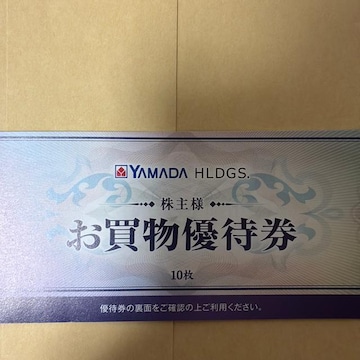 YAMADA HLDGS.
株主様
お買物優待券
10枚
優待券の裏面をご確認の上ご利用ください。